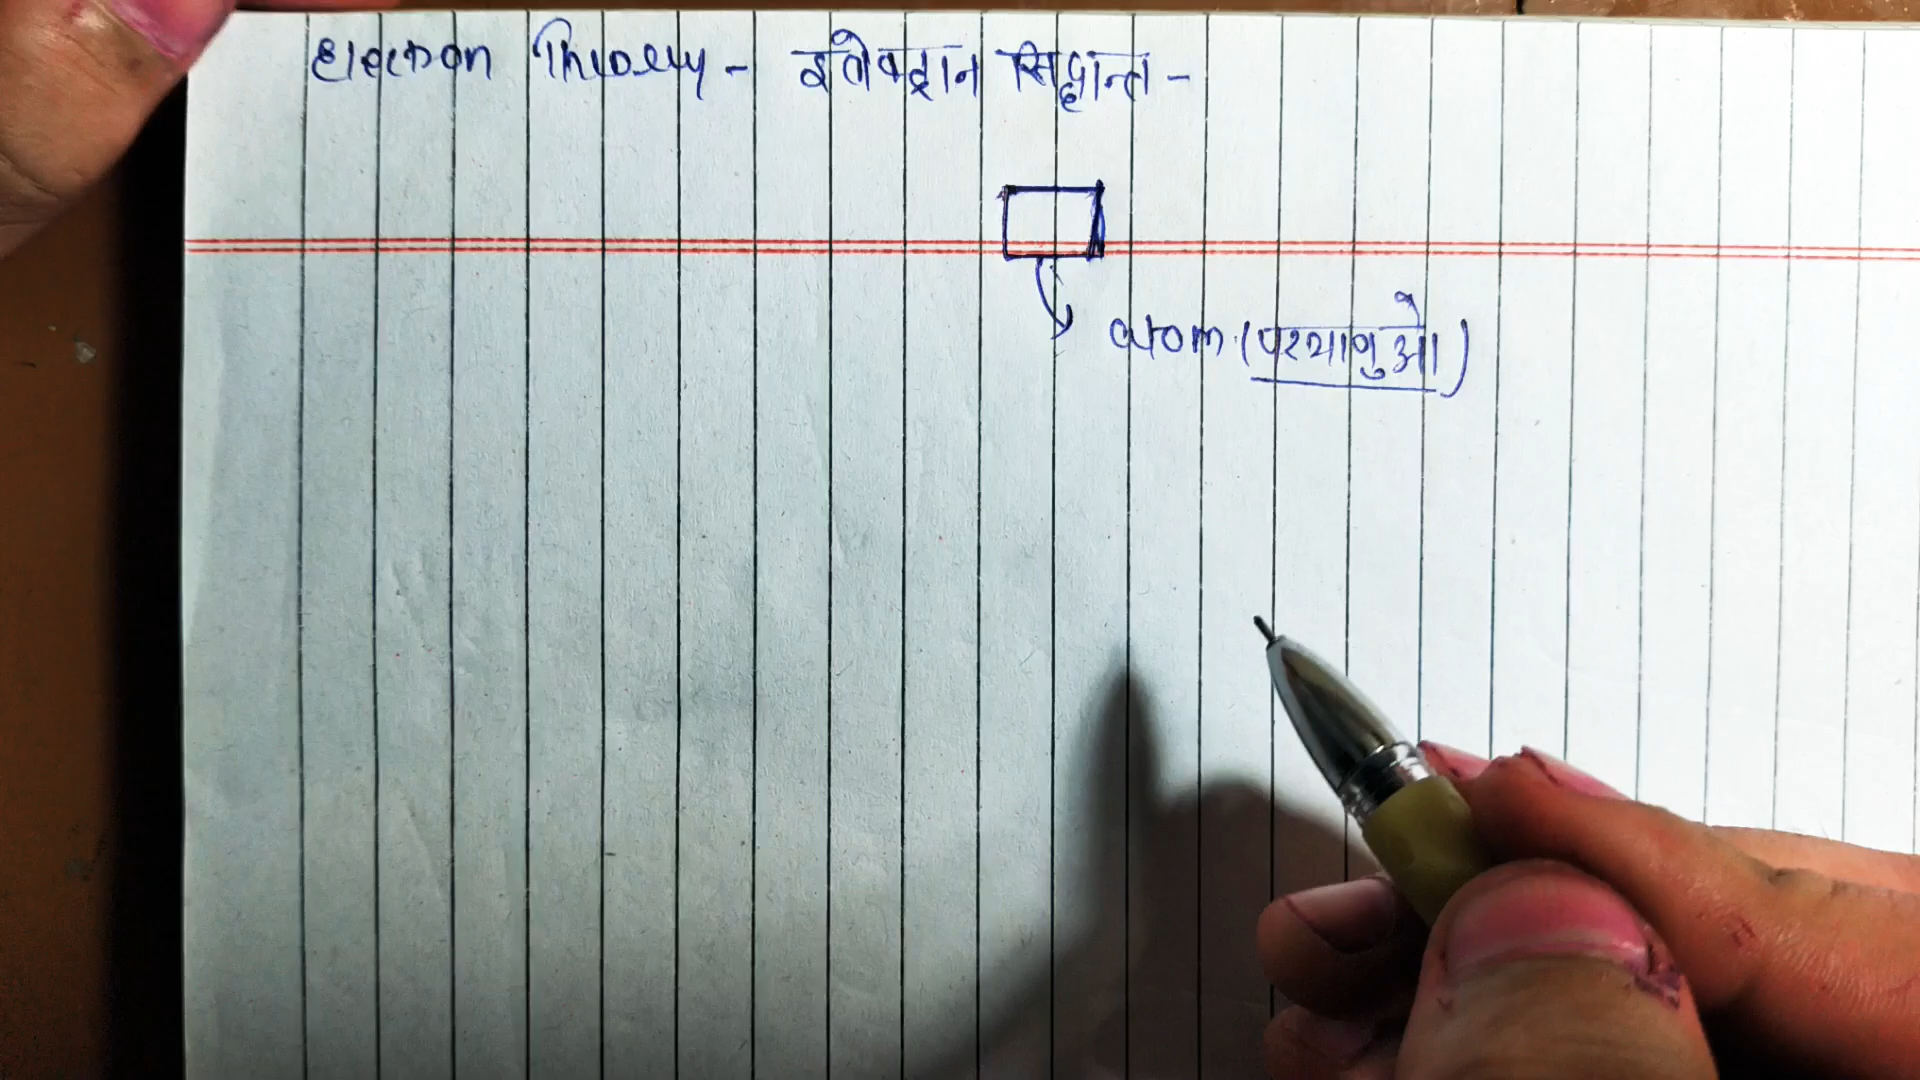 Electron Theory - इलेक्ट्रान सिद्धान्त -
atom (परमाणुओ)